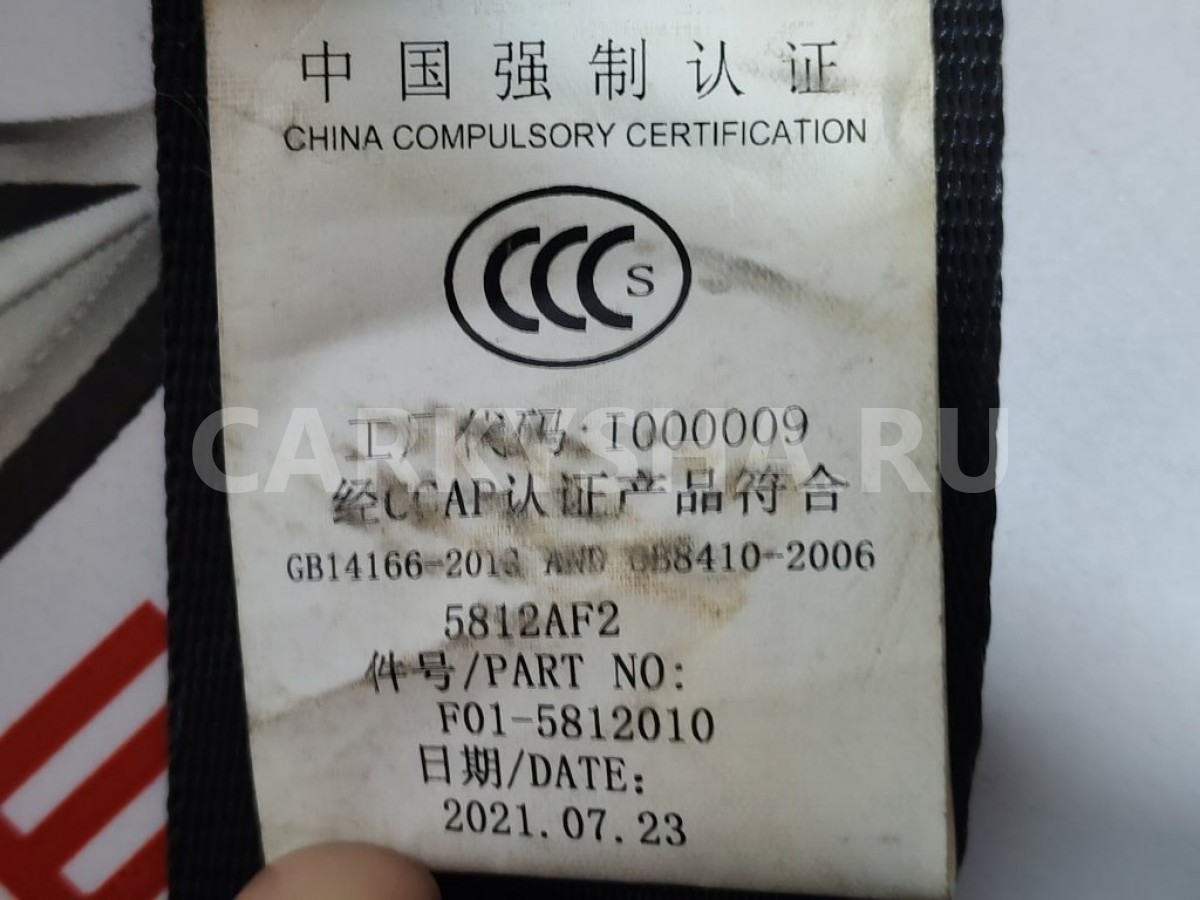 中国强制认证
CHINA COMPULSORY CERTIFICATION
CCC S
工厂代码:I000009
经CCAP认证产品符合
GB14166-2013 AND GB8410-2006
5812AF2
件号/PART NO:
F01-5812010
日期/DATE:
2021.07.23
CARKYSHA.RU